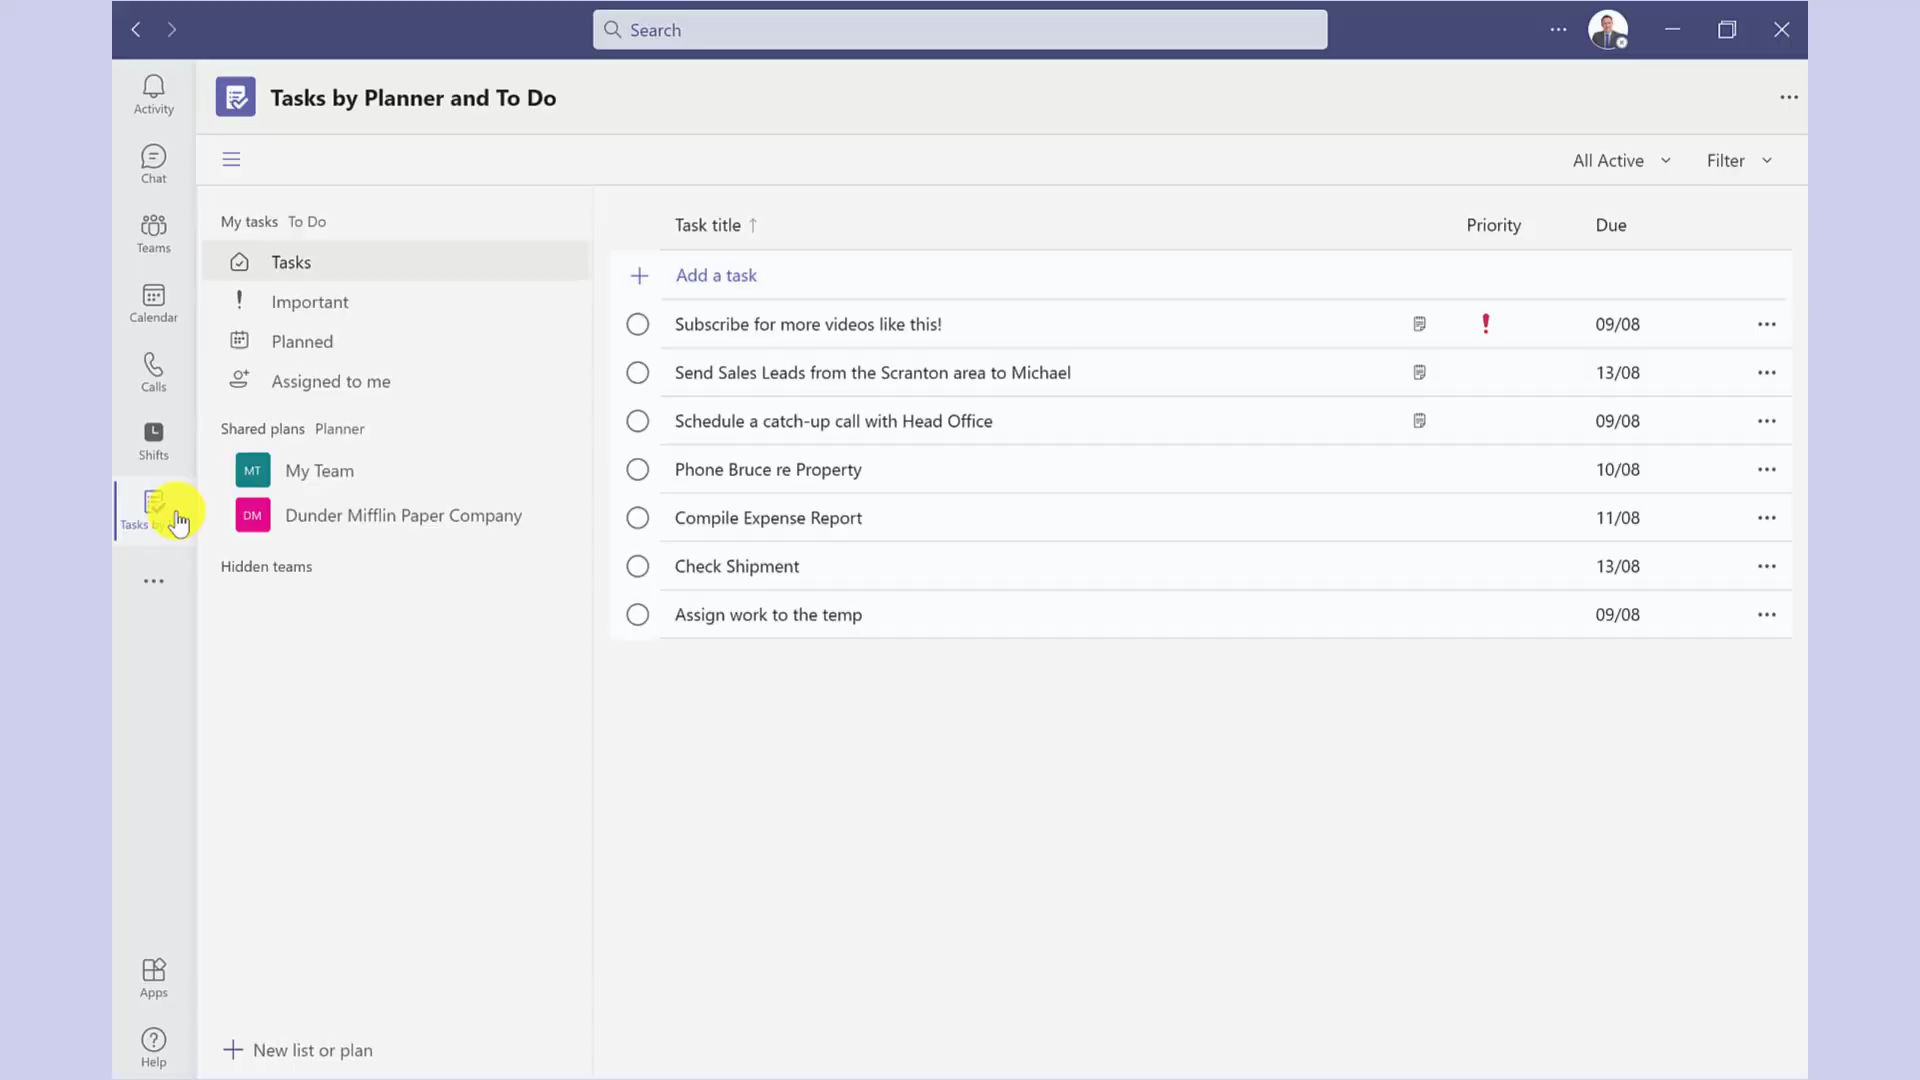 Search
Activity
Chat
Teams
Calendar
Calls
Shifts
Tasks
Apps
Help
Tasks by Planner and To Do
All Active
Filter
My tasks To Do
Tasks
Important
Planned
Assigned to me
Shared plans Planner
MT My Team
DM Dunder Mifflin Paper Company
Hidden teams
New list or plan
Task title ↑ Priority Due
+ Add a task
Subscribe for more videos like this! 09/08
Send Sales Leads from the Scranton area to Michael 13/08
Schedule a catch-up call with Head Office 09/08
Phone Bruce re Property 10/08
Compile Expense Report 11/08
Check Shipment 13/08
Assign work to the temp 09/08